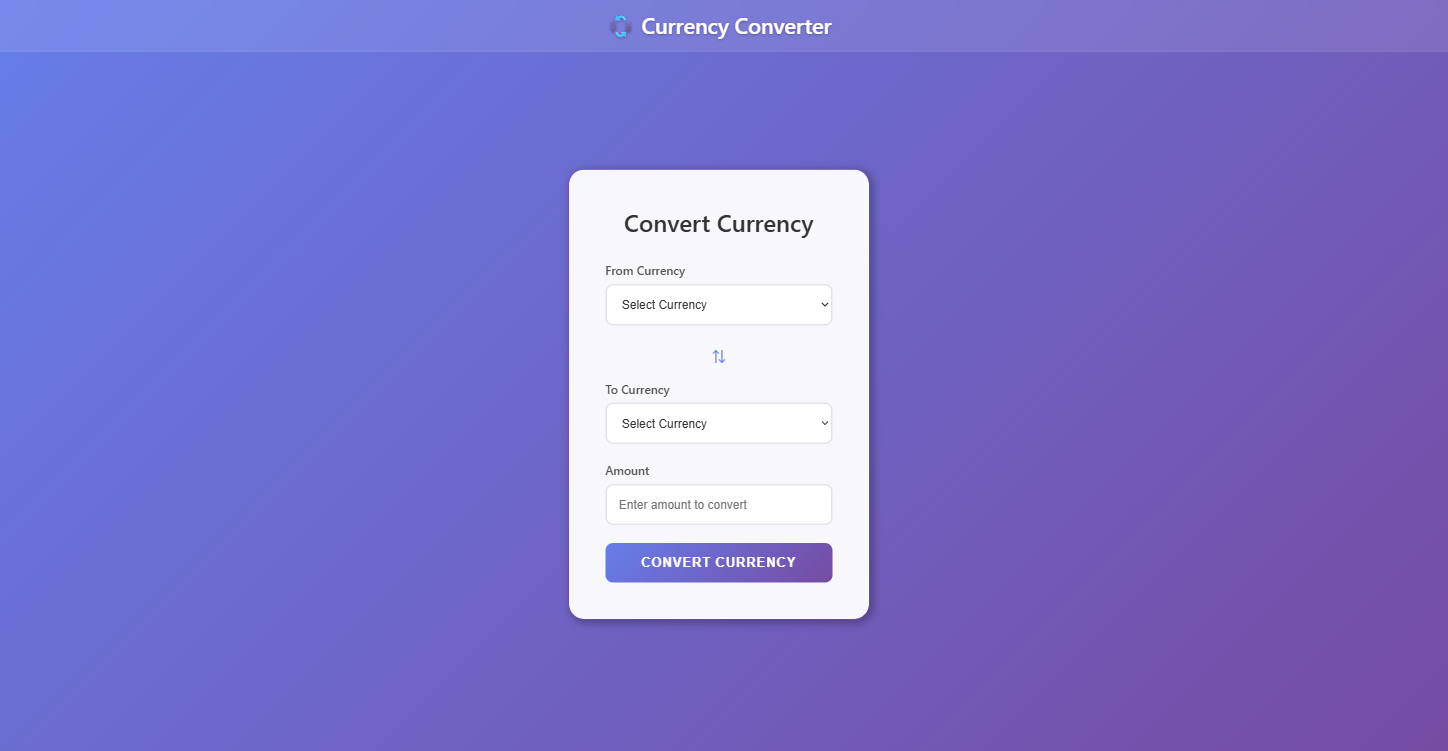 Currency Converter
Convert Currency
From Currency
Select Currency
To Currency
Select Currency
Amount
Enter amount to convert
CONVERT CURRENCY